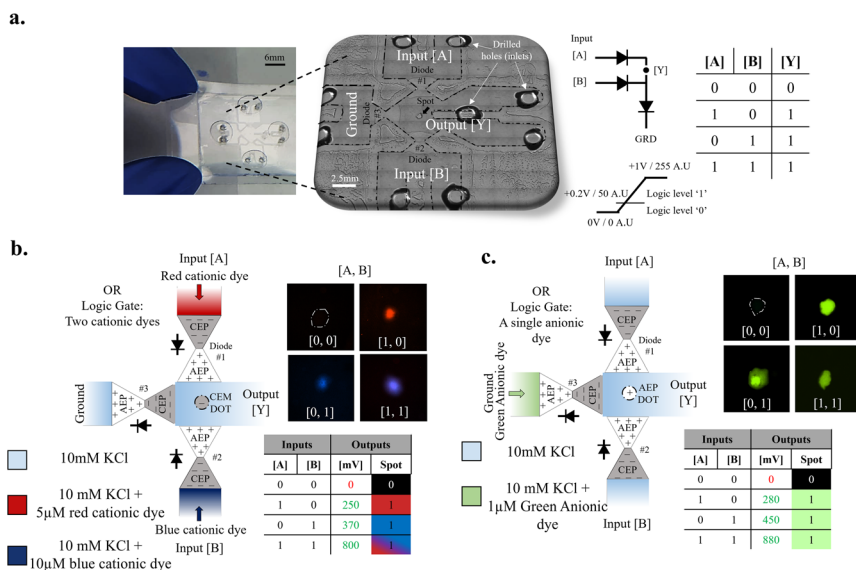 a.
6mm
Input [A]
Drilled
holes (inlets)
Diode
#1
Ground
Diode
#3
Spot
Output [Y]
#2
Diode
Input [B]
2.5mm
Input
[A]
[B]
[Y]
GRD
+1V / 255 A.U
+0.2V / 50 A.U
Logic level ‘1’
Logic level ‘0’
0V / 0 A.U
[A] [B] [Y]
0 0 0
1 0 1
0 1 1
1 1 1
b.
OR
Logic Gate:
Two cationic dyes
Input [A]
Red cationic dye
CEP
Diode
#1
AEP
Ground
AEP
#3
CEP
CEM
DOT
Output
[Y]
AEP
#2
CEP
Blue cationic dye
Input [B]
10mM KCl
10 mM KCl +
5µM red cationic dye
10 mM KCl +
10µM blue cationic dye
[A, B]
[0, 0] [1, 0]
[0, 1] [1, 1]
Inputs Outputs
[A] [B] [mV] Spot
0 0 0 0
1 0 250 1
0 1 370 1
1 1 800 1
c.
OR
Logic Gate:
A single anionic
dye
Input [A]
CEP
Diode
#1
AEP
Ground
Green Anionic dye
AEP
#3
CEP
AEP
DOT
Output
[Y]
AEP
#2
CEP
Input [B]
10mM KCl
10 mM KCl +
1µM Green Anionic
dye
[A, B]
[0, 0] [1, 0]
[0, 1] [1, 1]
Inputs Outputs
[A] [B] [mV] Spot
0 0 0 0
1 0 280 1
0 1 450 1
1 1 880 1